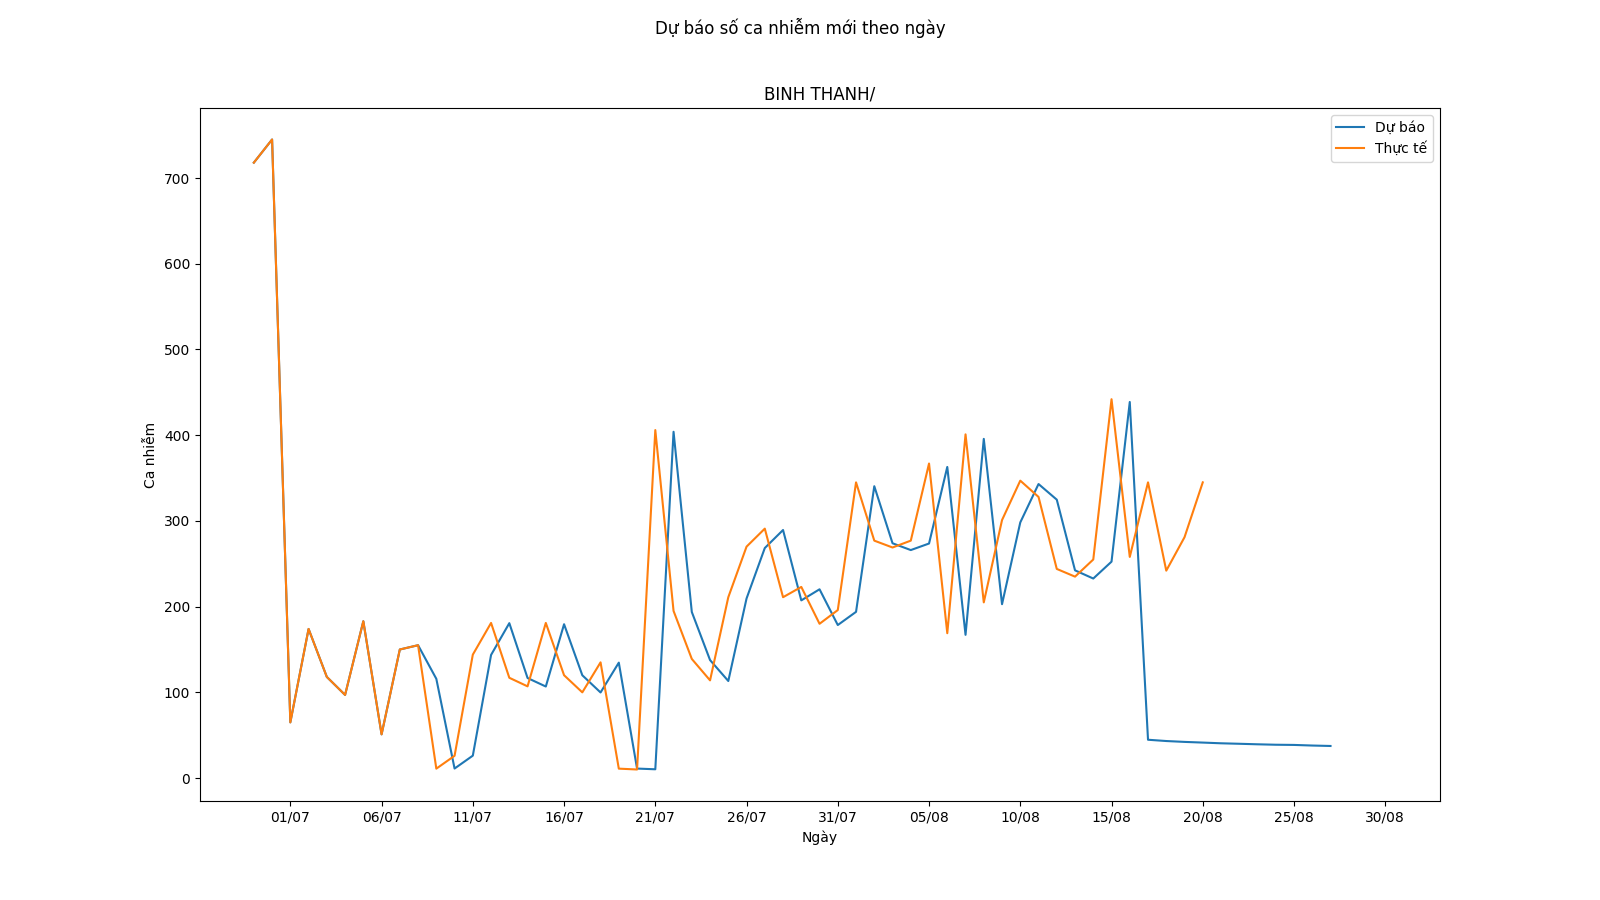 Dự báo số ca nhiễm mới theo ngày
BINH THANH/
Dự báo
Thực tế
700
600
500
400
300
200
100
0
Ca nhiễm
01/07 06/07 11/07 16/07 21/07 26/07 31/07 05/08 10/08 15/08 20/08 25/08 30/08
Ngày